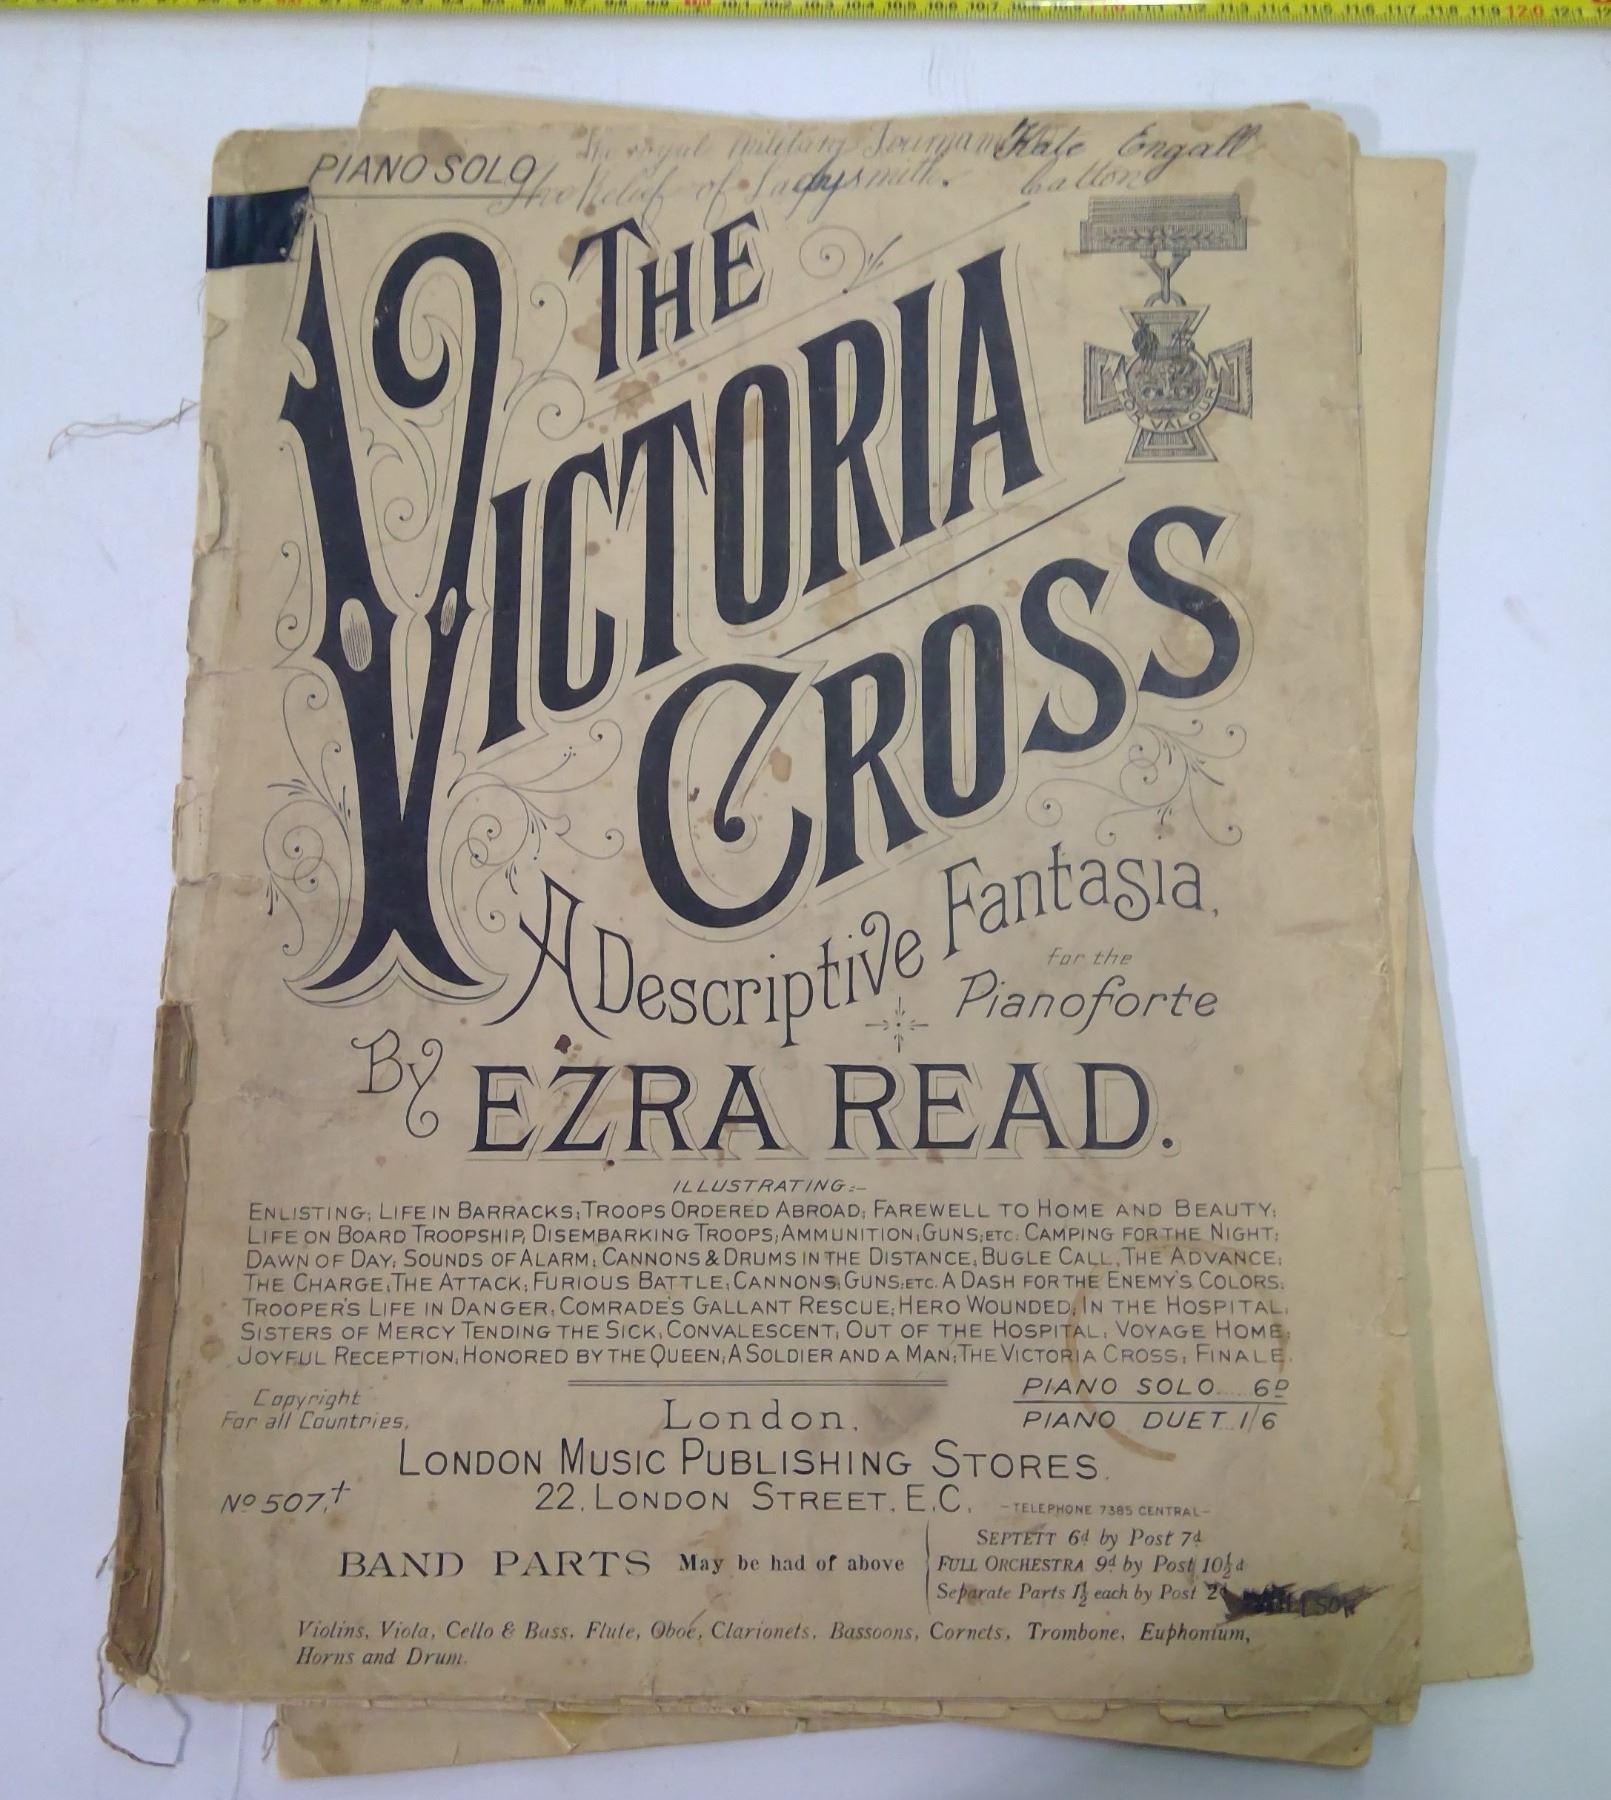 The royal military Tournam Kate Engall
PIANO SOLO The Relief of Ladysmith. Calton
THE
VICTORIA
CROSS
FOR VALOUR
A DESCRIPTIVE Fantasia,
for the
Pianoforte
By EZRA READ.
ILLUSTRATING:-
ENLISTING; LIFE IN BARRACKS; TROOPS ORDERED ABROAD; FAREWELL TO HOME AND BEAUTY;
LIFE ON BOARD TROOPSHIP, DISEMBARKING TROOPS; AMMUNITION; GUNS; ETC. CAMPING FOR THE NIGHT;
DAWN OF DAY; SOUNDS OF ALARM; CANNONS & DRUMS IN THE DISTANCE, BUGLE CALL, THE ADVANCE;
THE CHARGE; THE ATTACK; FURIOUS BATTLE; CANNONS; GUNS; ETC. A DASH FOR THE ENEMY'S COLORS;
TROOPER'S LIFE IN DANGER; COMRADE'S GALLANT RESCUE; HERO WOUNDED; IN THE HOSPITAL,
SISTERS OF MERCY TENDING THE SICK, CONVALESCENT; OUT OF THE HOSPITAL, VOYAGE HOME;
JOYFUL RECEPTION; HONORED BY THE QUEEN; A SOLDIER AND A MAN; THE VICTORIA CROSS; FINALE.
Copyright
For all Countries.
London.
PIANO SOLO.....6D
PIANO DUET...1/6
LONDON MUSIC PUBLISHING STORES.
No 507.+
22, LONDON STREET, E.C. -TELEPHONE 7385 CENTRAL-
BAND PARTS May be had of above
SEPTETT 6d by Post 7d
FULL ORCHESTRA 9d by Post 10½d
Separate Parts 1½ each by Post 2d
Violins, Viola, Cello & Bass, Flute, Oboe, Clarionets, Bassoons, Cornets, Trombone, Euphonium,
Horns and Drum.